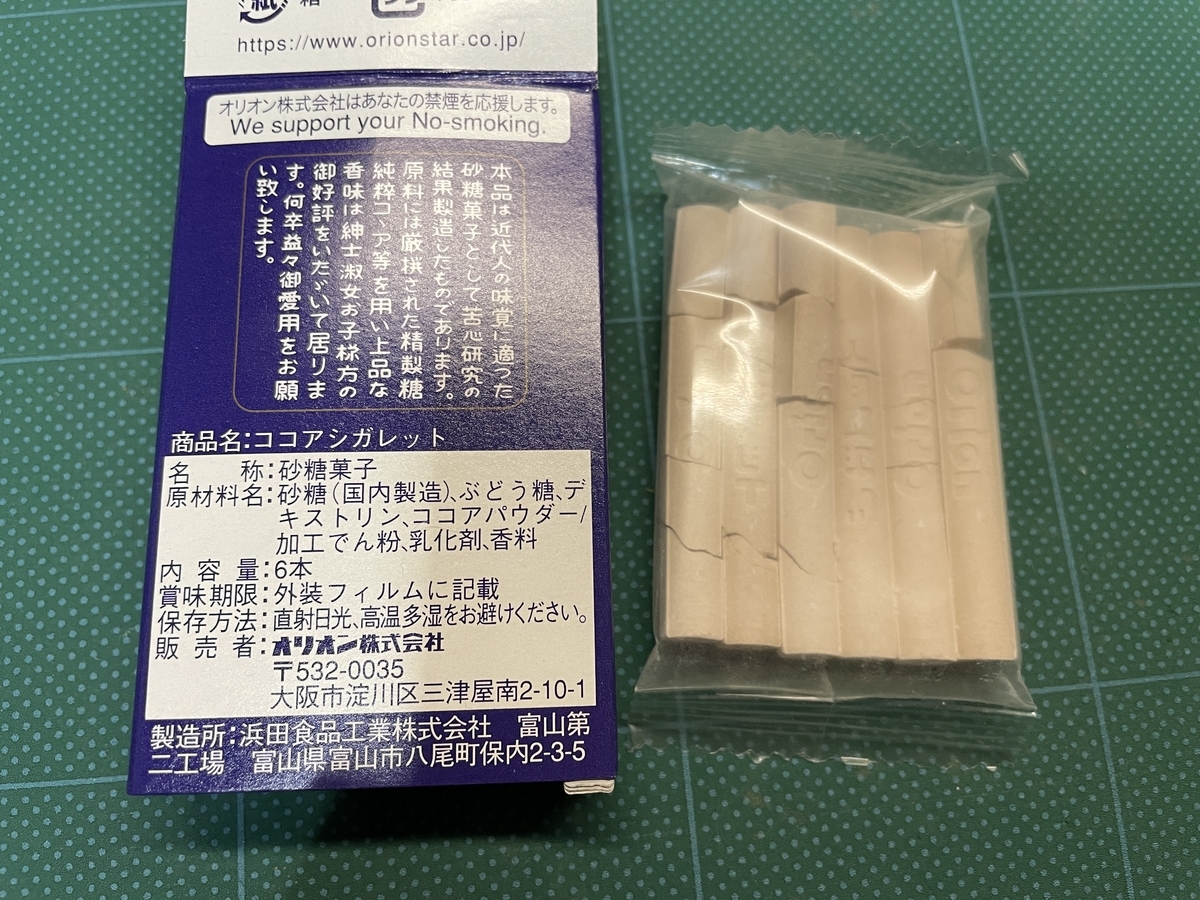 https://www.orionstar.co.jp/
オリオン株式会社はあなたの禁煙を応援します。
We support your No-smoking.
本品は近代人の味覚に適つた
砂糖菓子として苦心研究の
結果製造したものであります。
原料には厳撰された精製糖
純粋コヽア等を用い上品な
香味は紳士淑女お子様方の
御好評をいたゞいて居りま
す。何卒益々御愛用をお願
い致します。
商品名:ココアシガレット
名称:砂糖菓子
原材料名:砂糖(国内製造)、ぶどう糖、デ
キストリン、ココアパウダー/
加工でん粉、乳化剤、香料
内容量:6本
賞味期限:外装フィルムに記載
保存方法:直射日光、高温多湿をお避けください。
販売者:オリオン株式会社
〒532-0035
大阪市淀川区三津屋南2-10-1
製造所:浜田食品工業株式会社 富山第
二工場 富山県富山市八尾町保内2-3-5